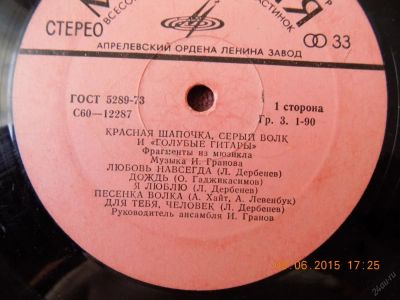 СТЕРЕО
АПРЕЛЕВСКИЙ ОРДЕНА ЛЕНИНА ЗАВОД
33
ГОСТ 5289-73
С60—12287
1 сторона
Гр. 3. 1-90
КРАСНАЯ ШАПОЧКА, СЕРЫЙ ВОЛК
И «ГОЛУБЫЕ ГИТАРЫ»
Фрагменты из мюзикла
Музыка И. Гранова
ЛЮБОВЬ НАВСЕГДА (Л. Дербенев)
ДОЖДЬ (О. Гаджикасимов)
Я ЛЮБЛЮ (Л. Дербенев)
ПЕСЕНКА ВОЛКА (А. Хайт, А. Левенбук)
ДЛЯ ТЕБЯ, ЧЕЛОВЕК (Л. Дербенев)
Руководитель ансамбля И. Гранов
06.2015 17:25
24au.ru